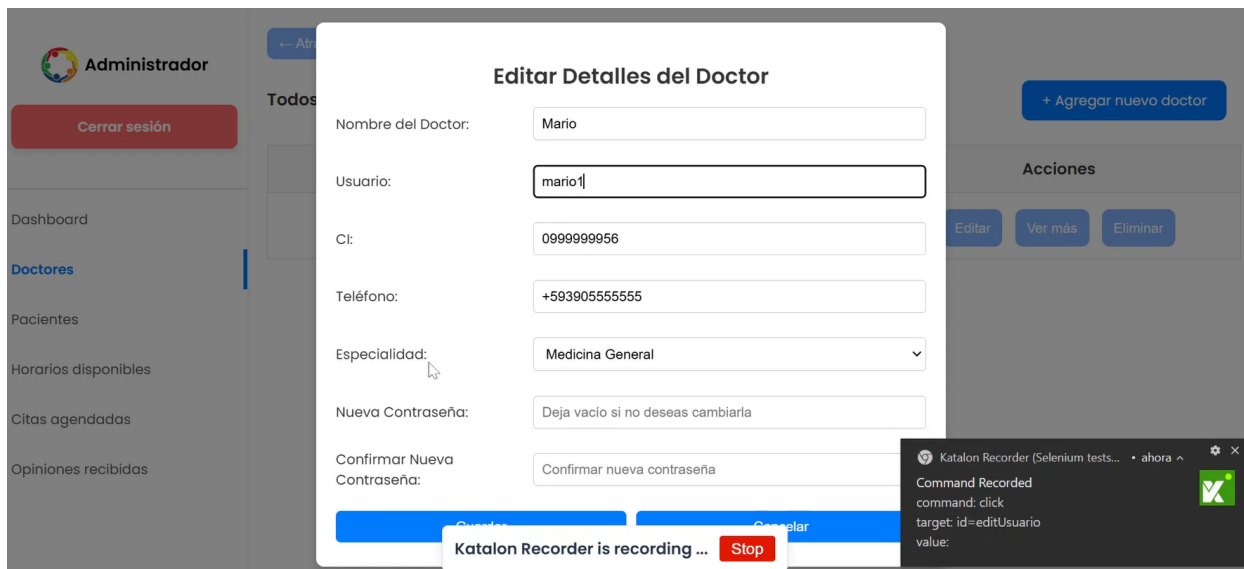 Administrador
Cerrar sesión
Dashboard
Doctores
Pacientes
Horarios disponibles
Citas agendadas
Opiniones recibidas
← Atr
Todos
+ Agregar nuevo doctor
Acciones
Editar
Ver más
Eliminar
Editar Detalles del Doctor
Nombre del Doctor:
Mario
Usuario:
mario1
CI:
0999999956
Teléfono:
+593905555555
Especialidad:
Medicina General
Nueva Contraseña:
Deja vacío si no deseas cambiarla
Confirmar Nueva
Contraseña:
Confirmar nueva contraseña
Guardar
Cancelar
Katalon Recorder is recording ...
Stop
Katalon Recorder (Selenium tests... • ahora
Command Recorded
command: click
target: id=editUsuario
value: